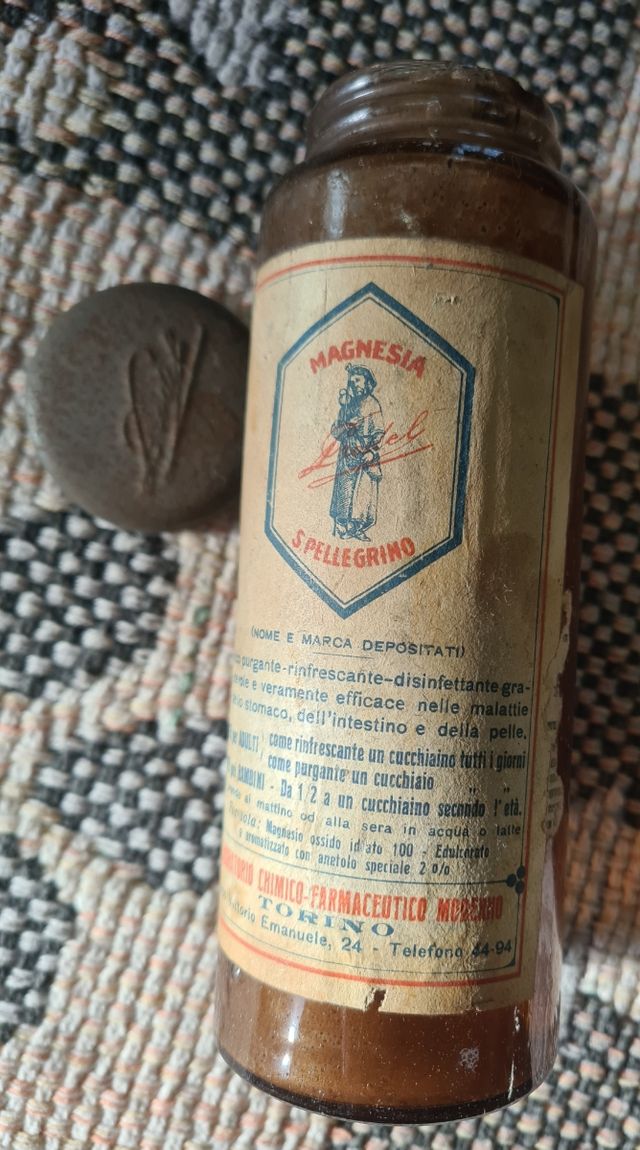 MAGNESIA
S. PELLEGRINO
(NOME E MARCA DEPOSITATI)
purgante-rinfrescante-disinfettante gra-
e veramente efficace nelle malattie
stomaco, dell'intestino e della pelle.
ADULTI, come rinfrescante un cucchiaino tutti i giorni
come purgante un cucchiaio " "
BAMBINI - Da 1/2 a un cucchiaino secondo l'età.
al mattino od alla sera in acqua o latte
Magnesio ossido idrato 100 - Edulcorato
e aromatizzato con anetolo speciale 2 %
CHIMICO-FARMACEUTICO MODERNO
TORINO
Emanuele, 24 - Telefono 44-94